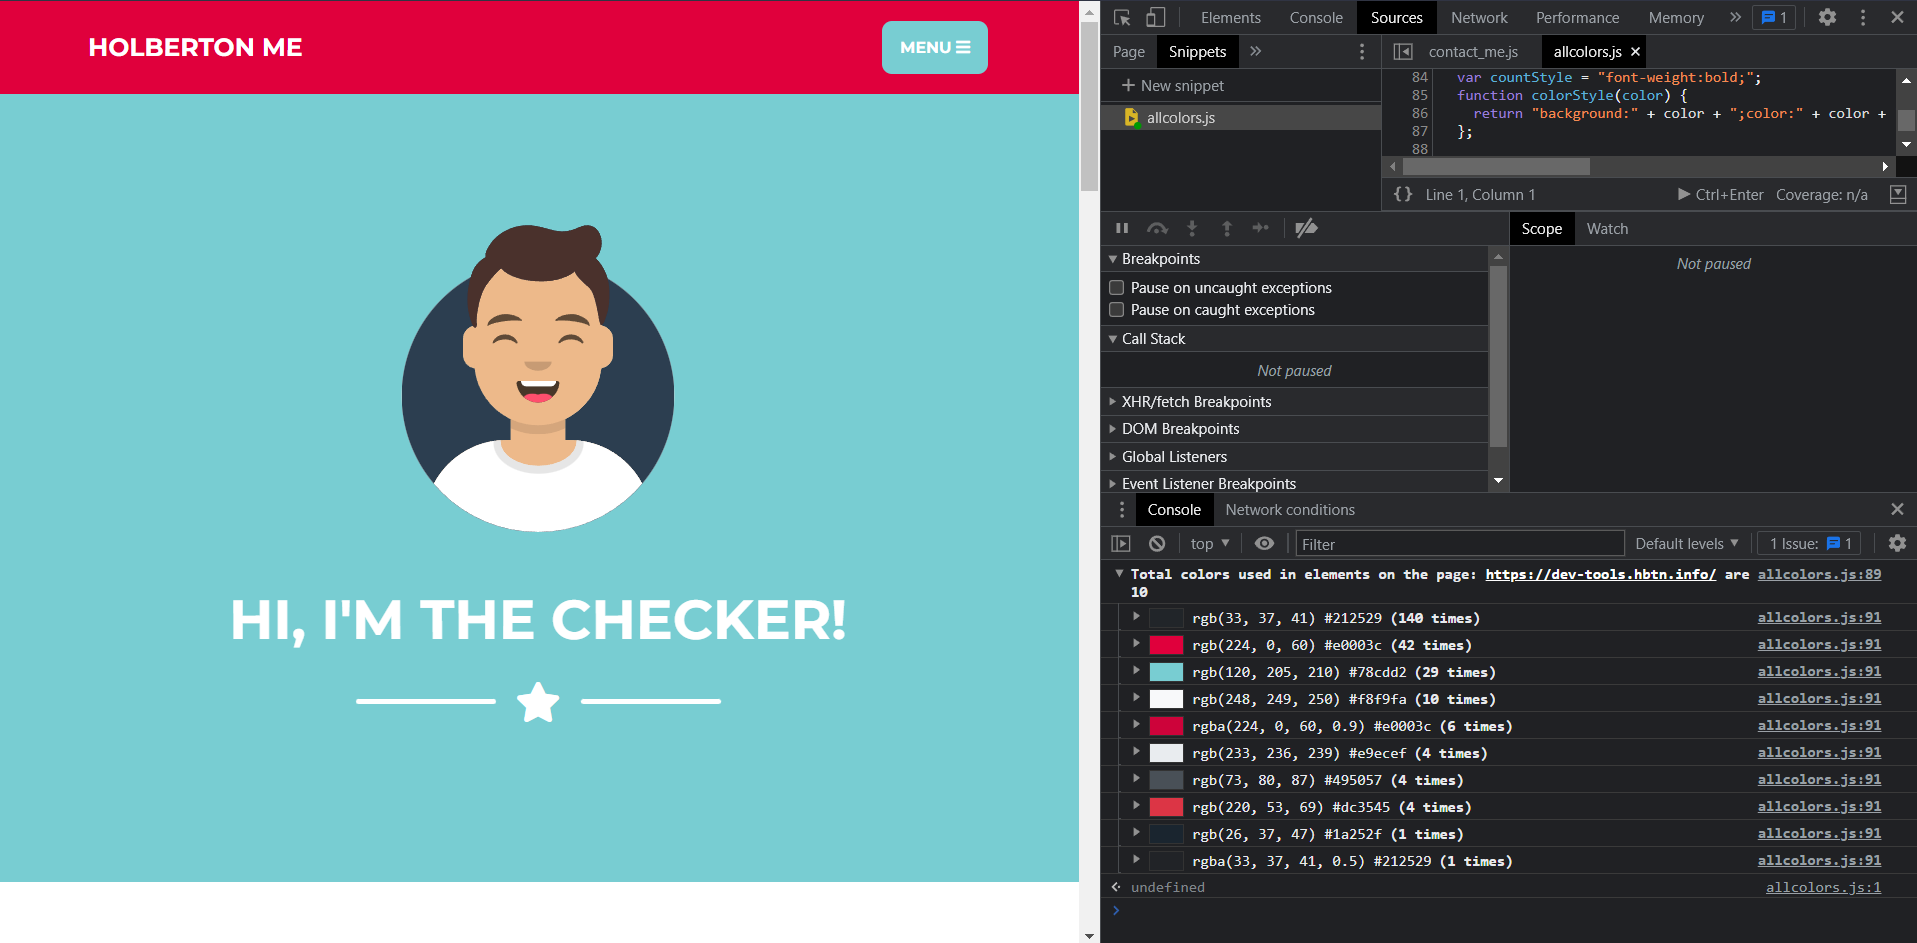 HOLBERTON ME
MENU
HI, I'M THE CHECKER!
Elements Console Sources Network Performance Memory 1
Page Snippets
contact_me.js allcolors.js
New snippet
allcolors.js
84 var countStyle = "font-weight:bold;";
85 function colorStyle(color) {
86 return "background:" + color + ";color:" + color +
87 };
88
{} Line 1, Column 1 Ctrl+Enter Coverage: n/a
Scope Watch
Not paused
Breakpoints
Pause on uncaught exceptions
Pause on caught exceptions
Call Stack
Not paused
XHR/fetch Breakpoints
DOM Breakpoints
Global Listeners
Event Listener Breakpoints
Console Network conditions
top Filter Default levels 1 Issue: 1
Total colors used in elements on the page: https://dev-tools.hbtn.info/ are allcolors.js:89
10
rgb(33, 37, 41) #212529 (140 times) allcolors.js:91
rgb(224, 0, 60) #e0003c (42 times) allcolors.js:91
rgb(120, 205, 210) #78cdd2 (29 times) allcolors.js:91
rgb(248, 249, 250) #f8f9fa (10 times) allcolors.js:91
rgba(224, 0, 60, 0.9) #e0003c (6 times) allcolors.js:91
rgb(233, 236, 239) #e9ecef (4 times) allcolors.js:91
rgb(73, 80, 87) #495057 (4 times) allcolors.js:91
rgb(220, 53, 69) #dc3545 (4 times) allcolors.js:91
rgb(26, 37, 47) #1a252f (1 times) allcolors.js:91
rgba(33, 37, 41, 0.5) #212529 (1 times) allcolors.js:91
undefined allcolors.js:1